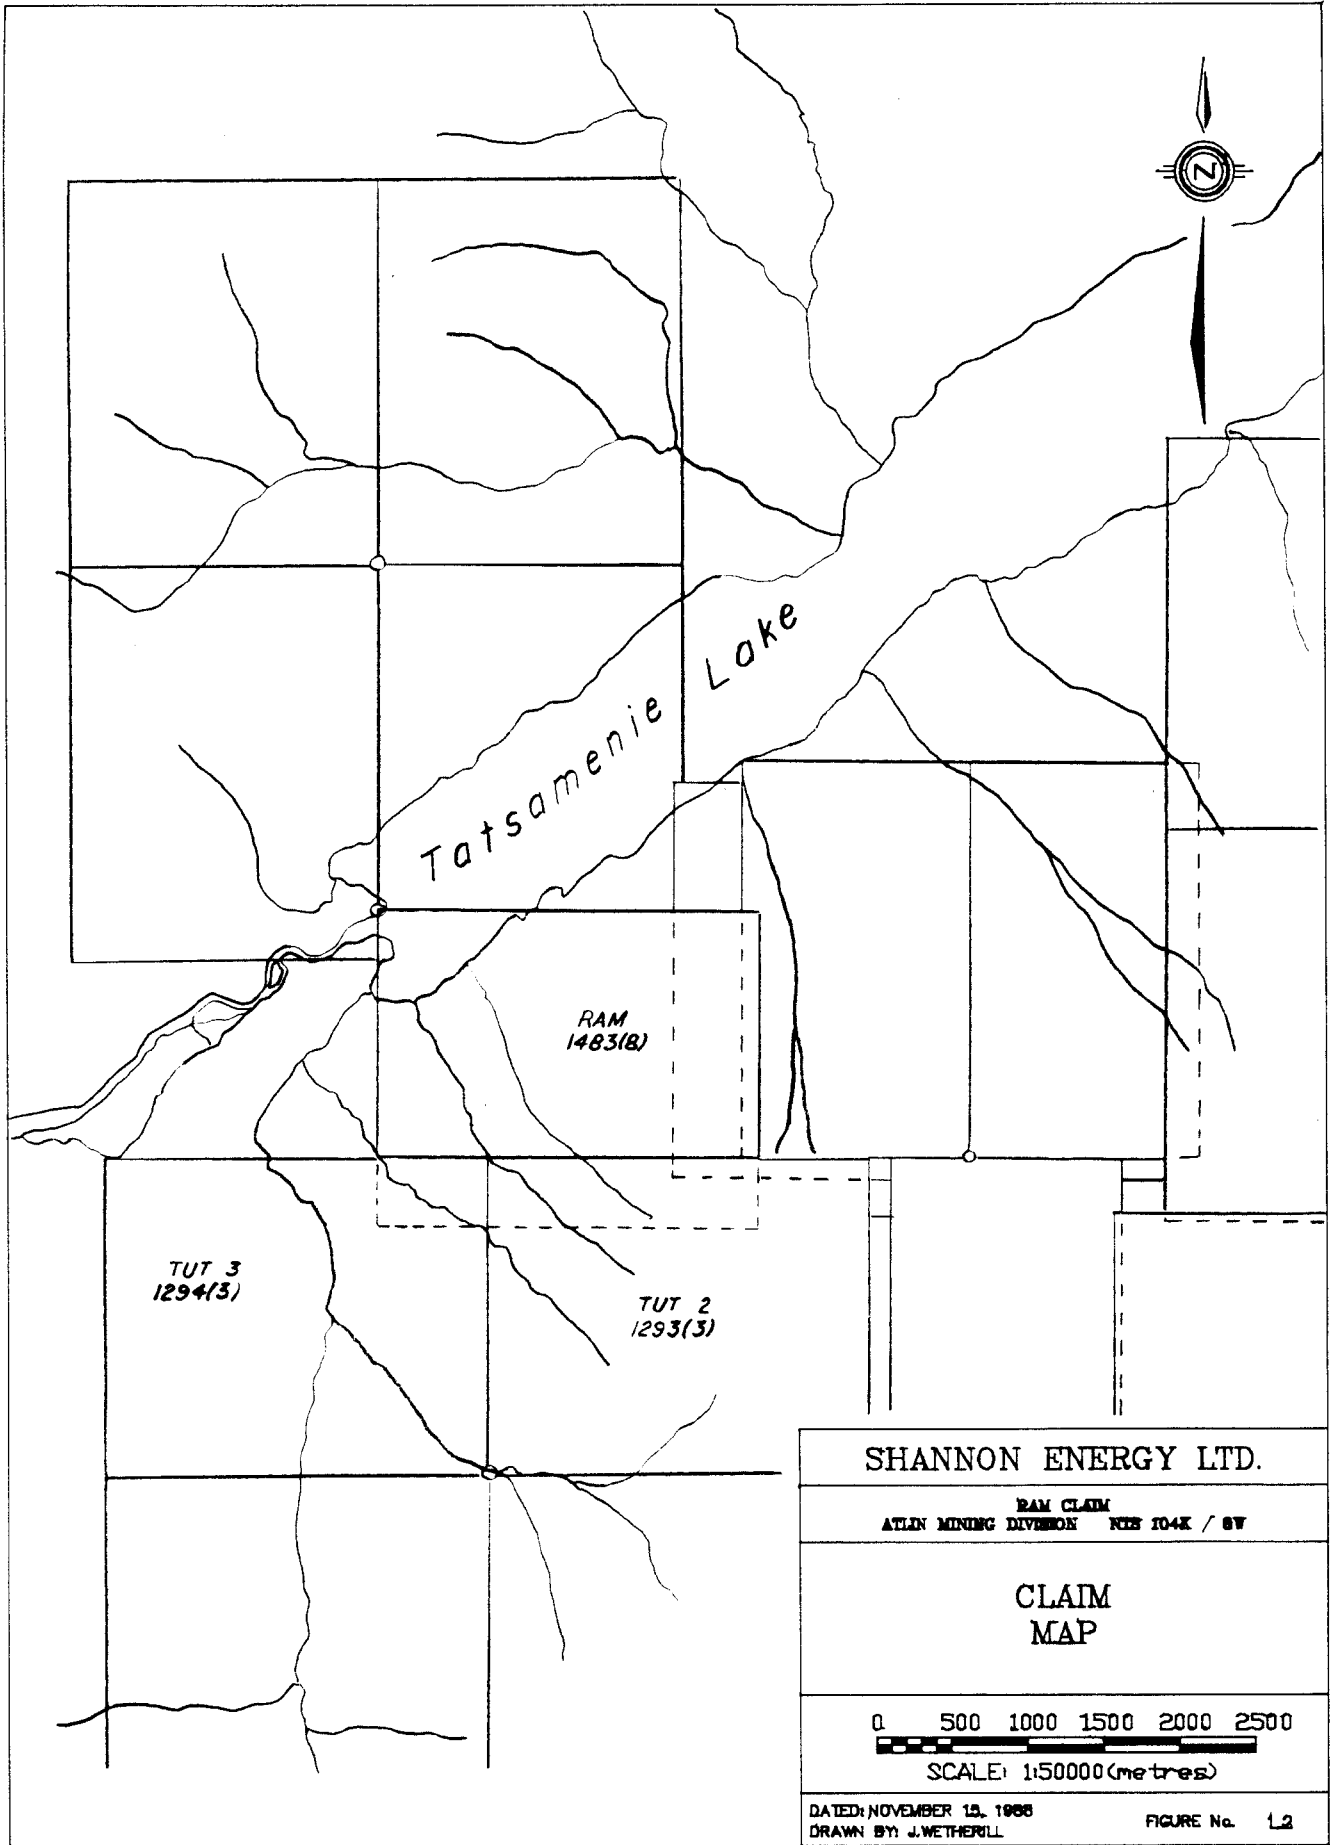 N
Tatsamenie Lake
RAM
1483(8)
TUT 3
1294(3)
TUT 2
1293(3)
SHANNON ENERGY LTD.
RAM CLAIM
ATLIN MINING DIVISION NTS 104K / 8W
CLAIM
MAP
0 500 1000 1500 2000 2500
SCALE: 1:50000(metres)
DATED: NOVEMBER 15, 1988
DRAWN BY: J.WETHERILL
FIGURE No. 1.2